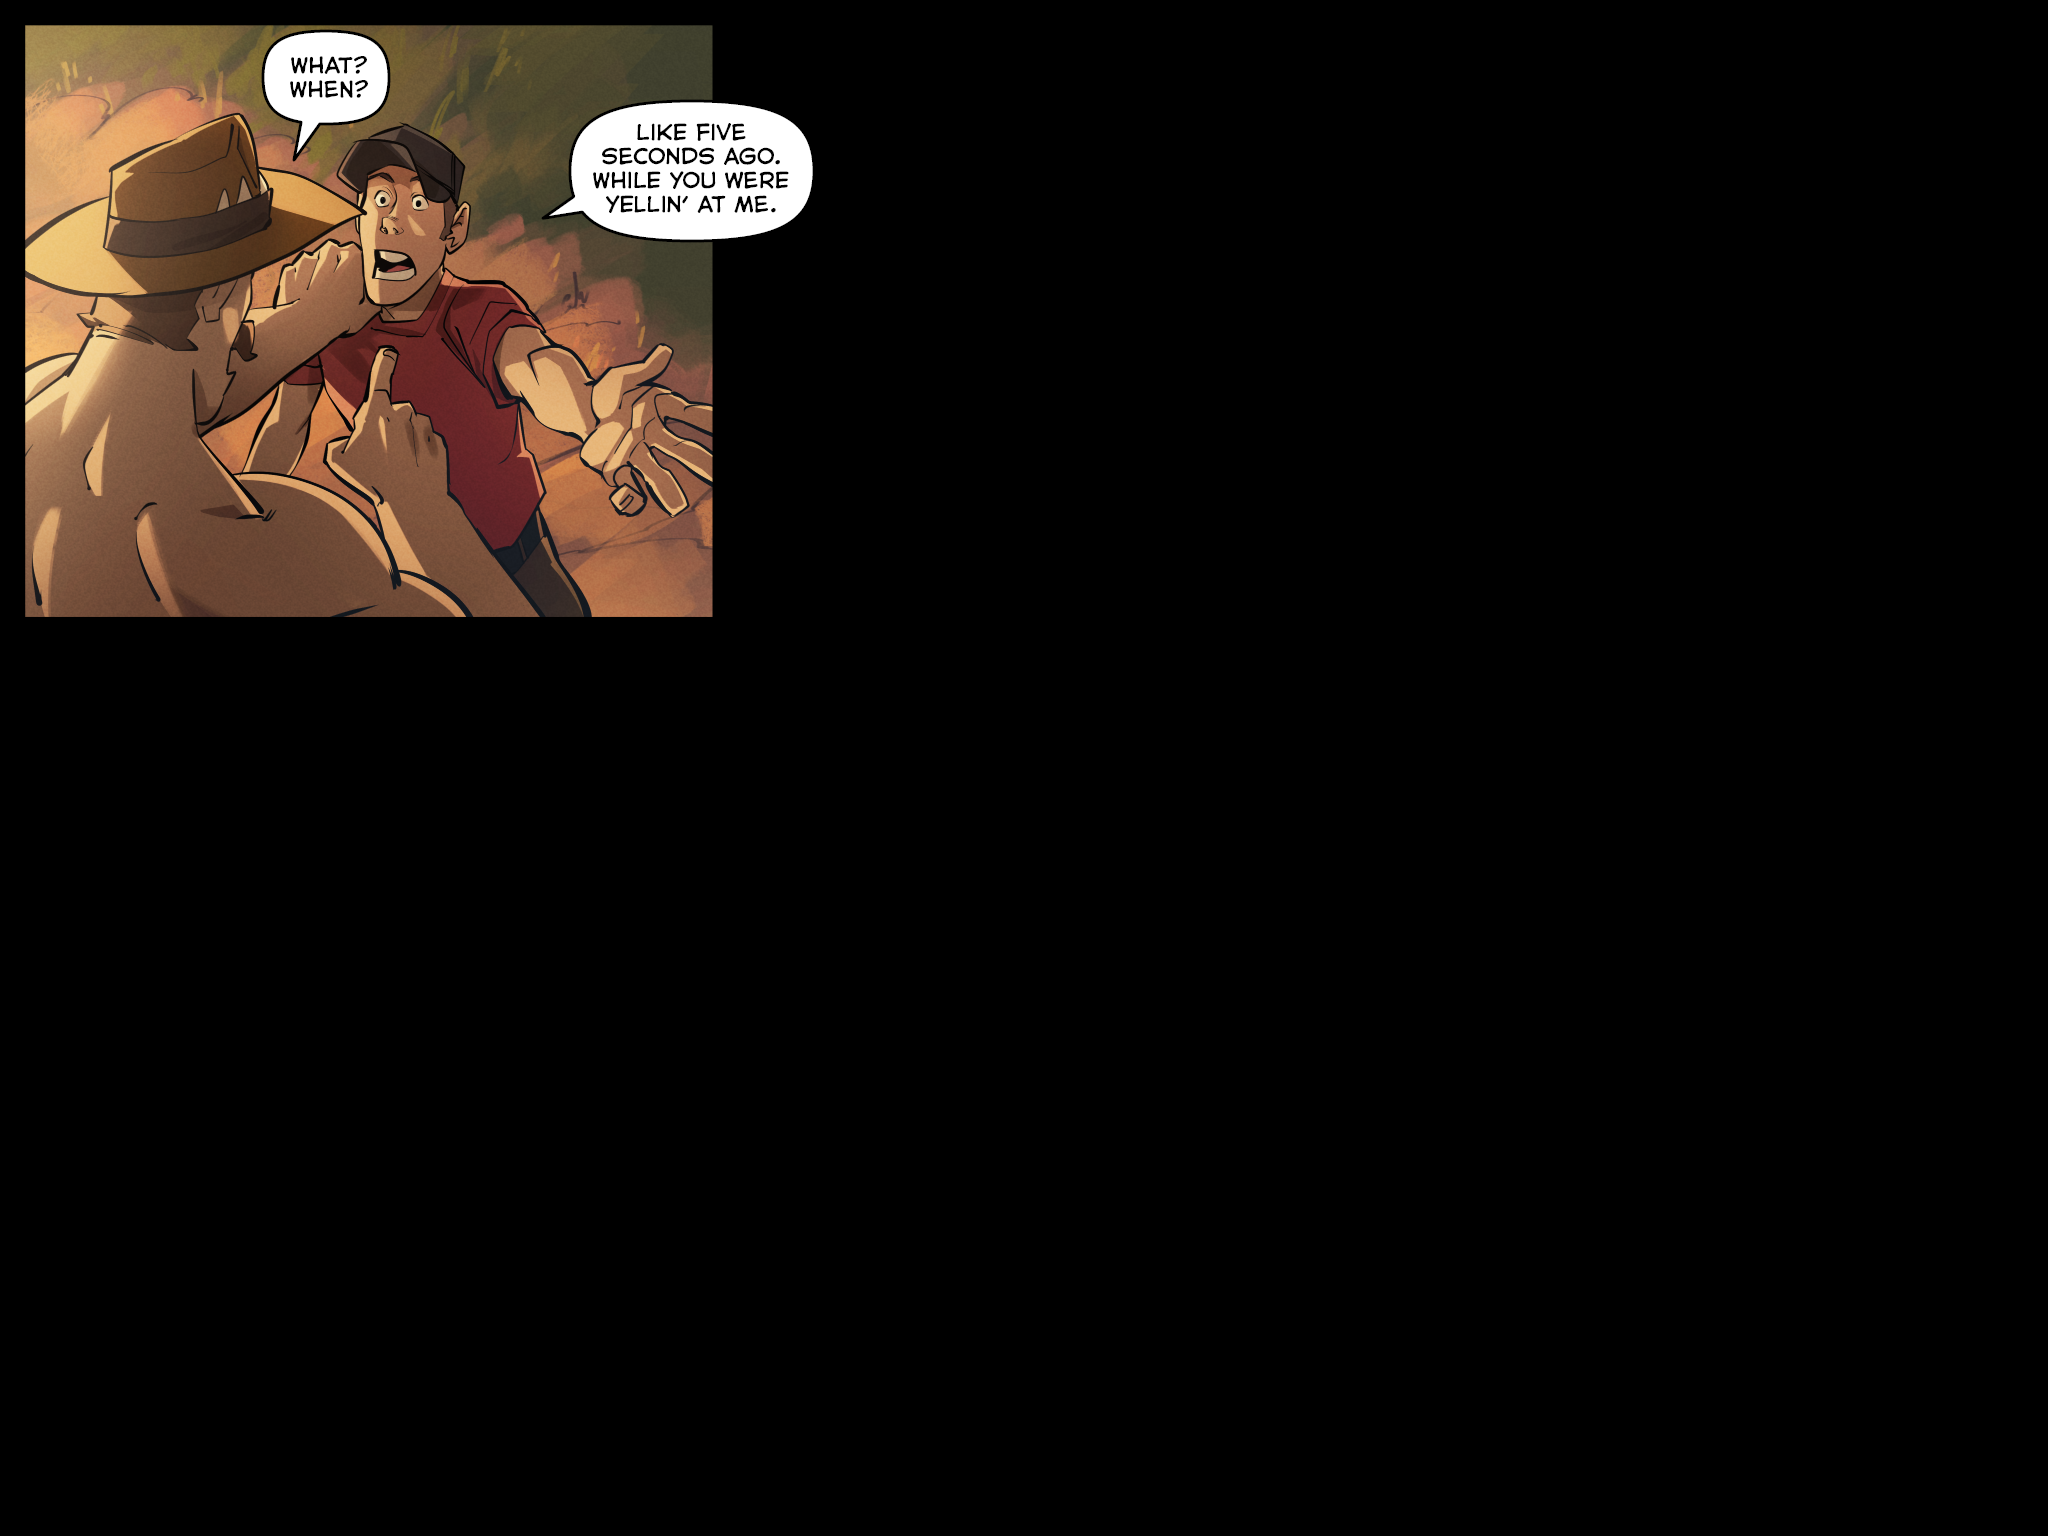 WHAT?
WHEN?
LIKE FIVE
SECONDS AGO.
WHILE YOU WERE
YELLIN' AT ME.